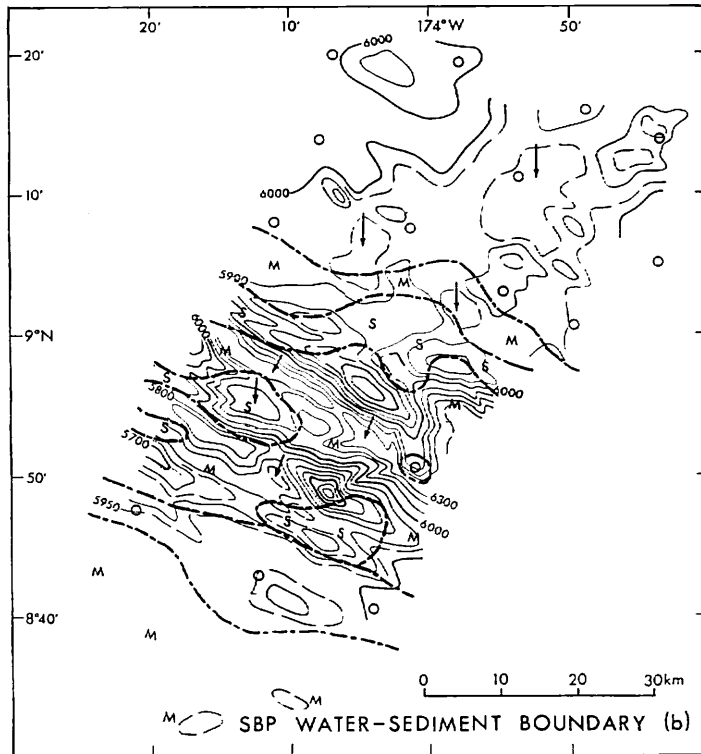 20' 10' 174°W 50'
20'
6000
10'
6000
M
5900 M
S
S S M
9°N
6000 M S
6000
S M
5800 S
S M
5700
M
6300
5950 6000
S S M
M
8°40'
M
0 10 20 30km
M
M SBP WATER-SEDIMENT BOUNDARY (b)
50'